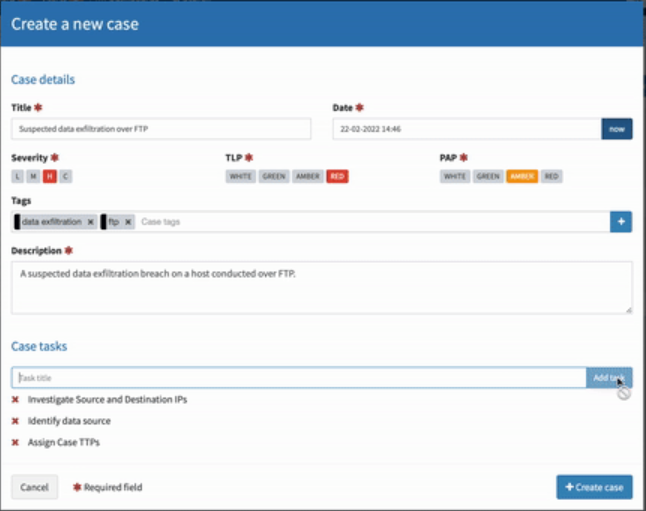 Create a new case
Case details
Title * Date *
Suspected data exfiltration over FTP 22-02-2022 14:46 now
Severity * TLP * PAP *
L M H C WHITE GREEN AMBER RED WHITE GREEN AMBER RED
Tags
data exfiltration × ftp × Case tags +
Description *
A suspected data exfiltration breach on a host conducted over FTP.
Case tasks
Task title Add task
× Investigate Source and Destination IPs
× Identify data source
× Assign Case TTPs
Cancel * Required field + Create case